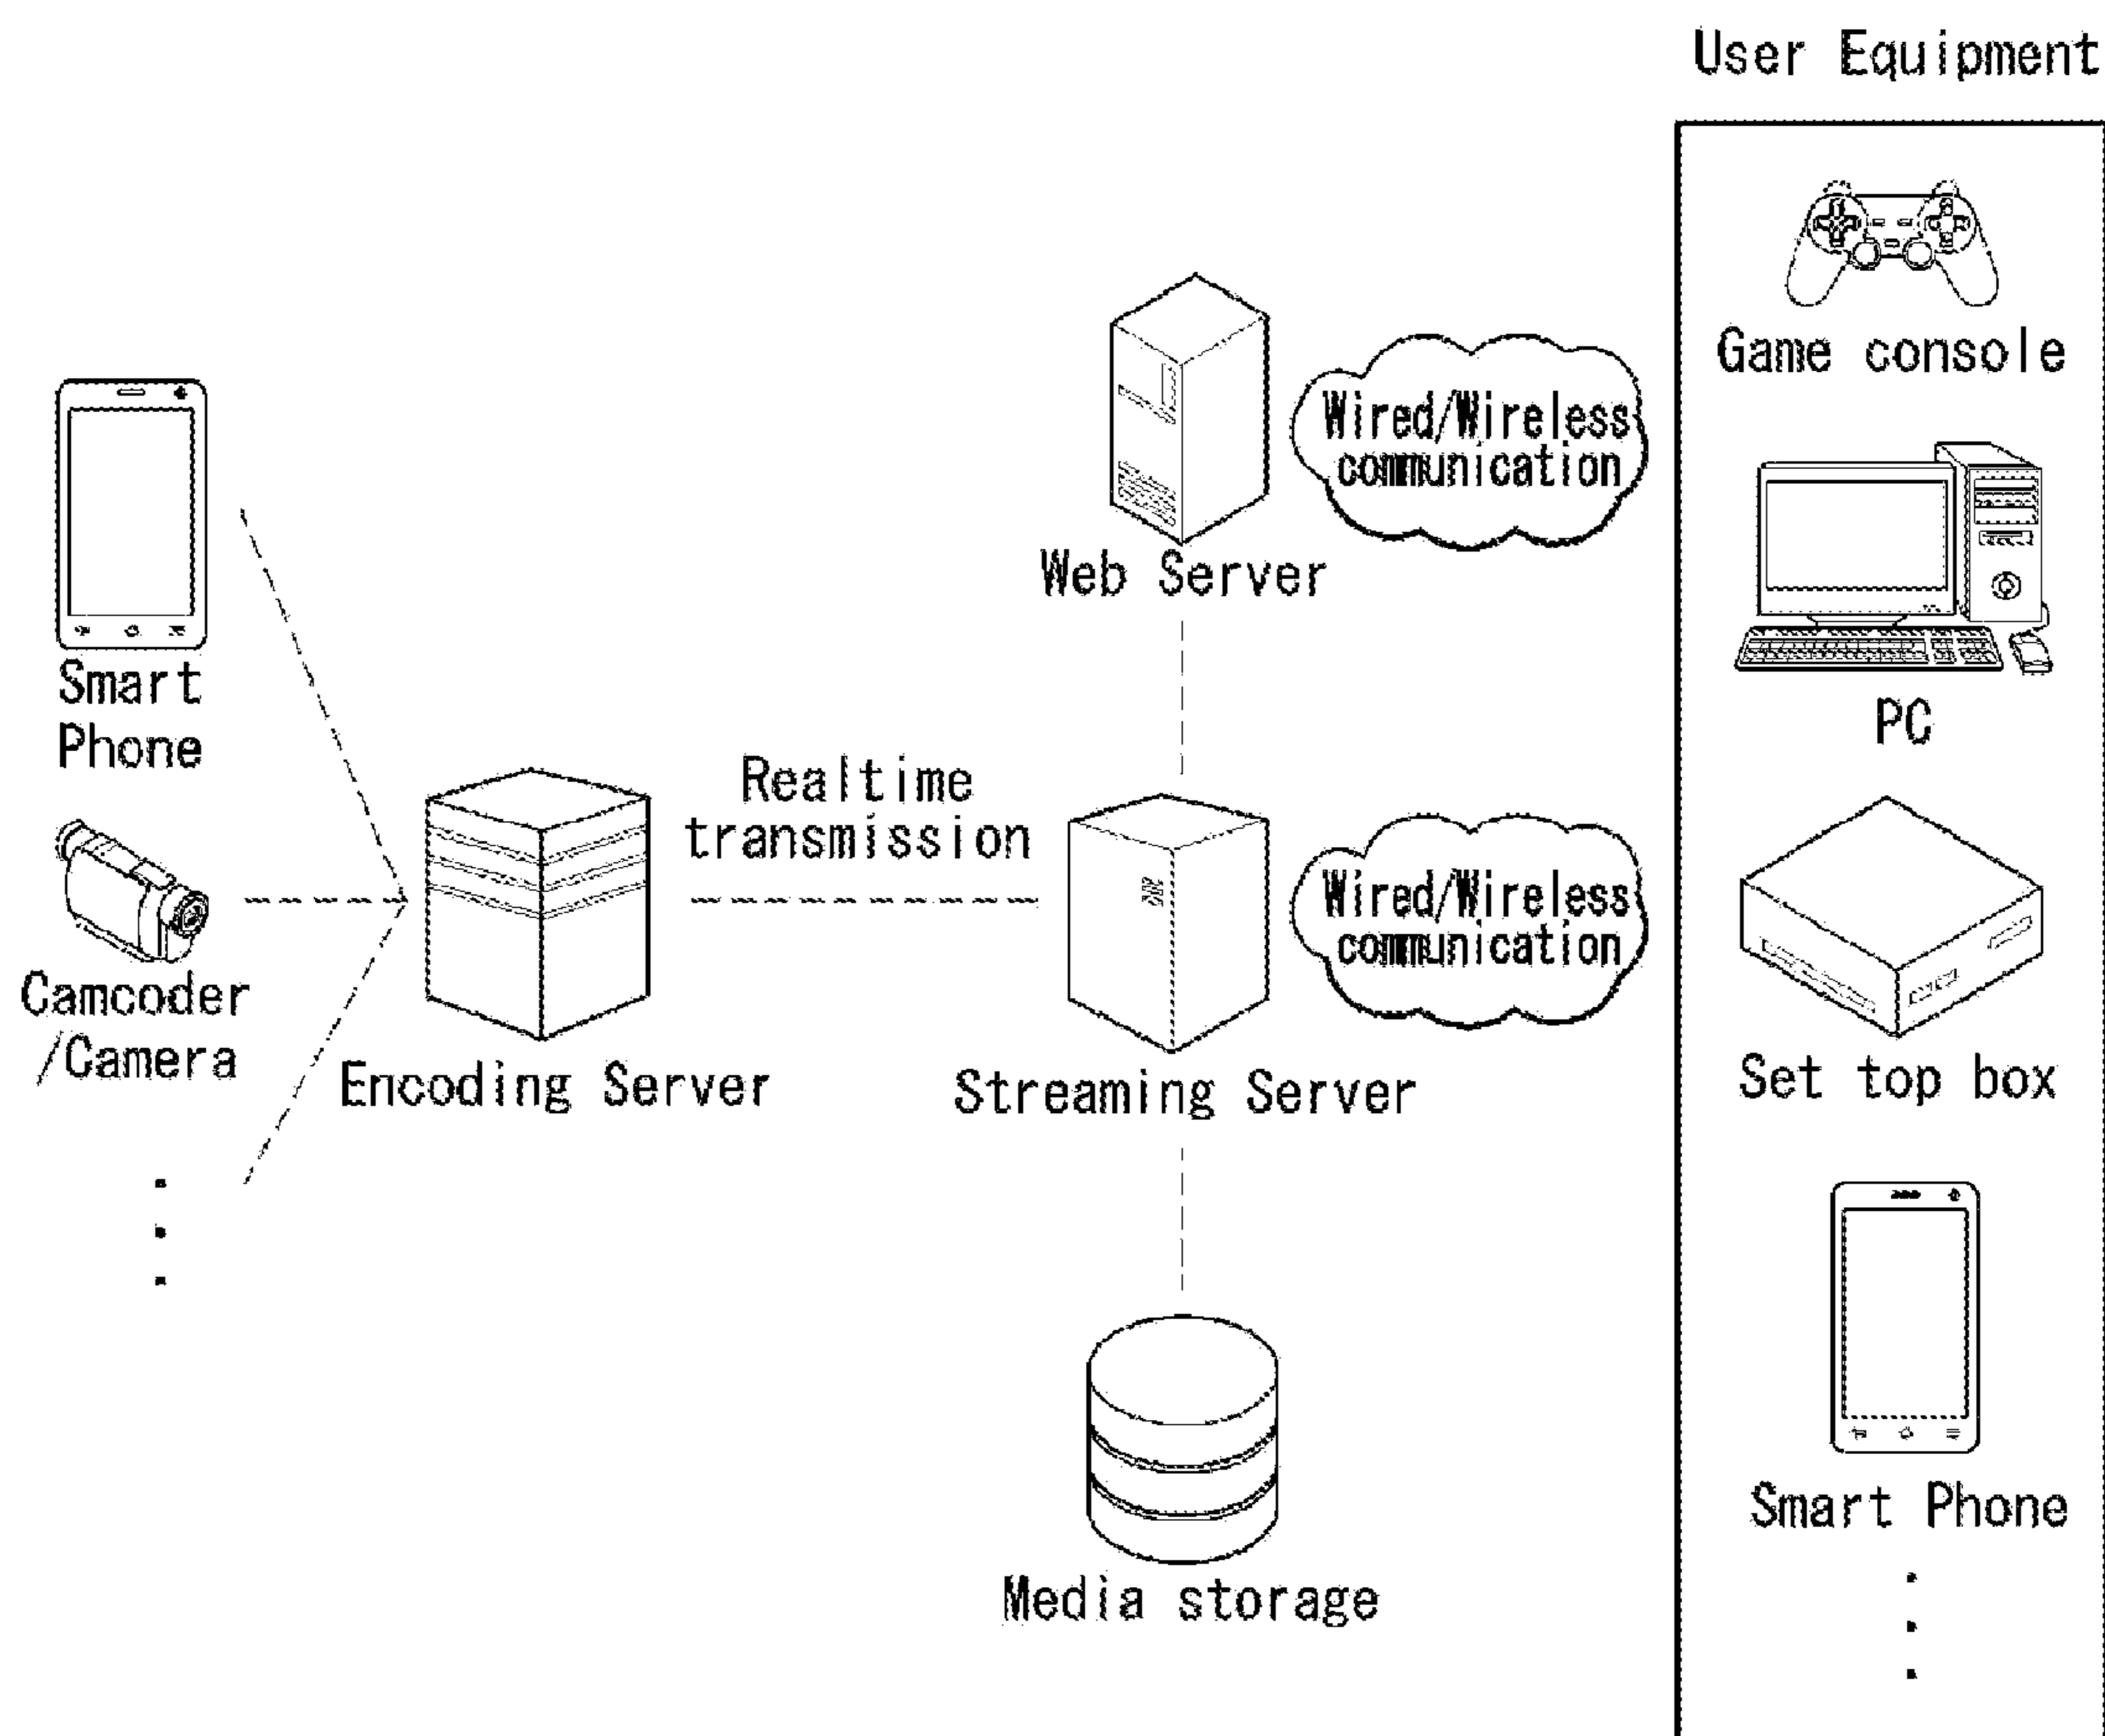 User Equipment
Game console
Wired/Wireless
communication
Web Server
Smart
Phone
PC
Realtime
transmission
Wired/Wireless
communication
Camcoder
/Camera
Encoding Server
Streaming Server
Set top box
Smart Phone
Media storage